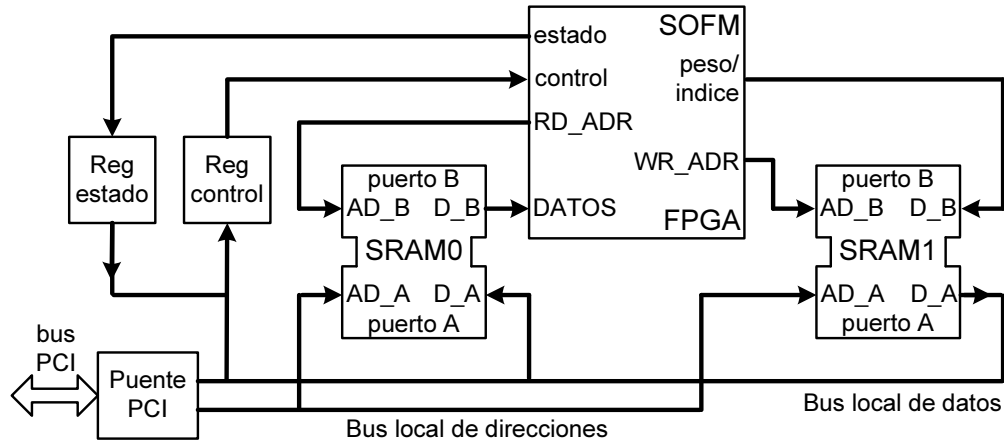 estado
SOFM
control
peso/
indice
RD_ADR
WR_ADR
DATOS
FPGA
Reg
estado
Reg
control
puerto B
AD_B D_B
SRAM0
AD_A D_A
puerto A
puerto B
AD_B D_B
SRAM1
AD_A D_A
puerto A
bus
PCI
Puente
PCI
Bus local de direcciones
Bus local de datos